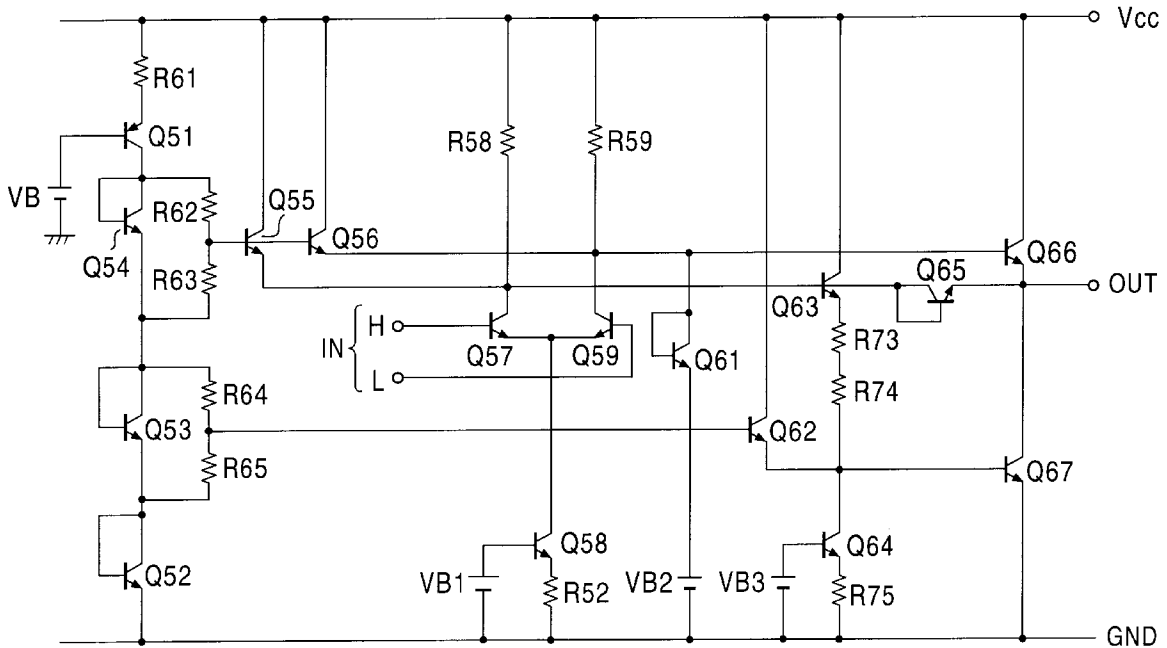 Vcc
R61
Q51
R58
R59
VB
R62
Q55
Q54
Q56
R63
Q66
Q65
OUT
Q63
IN
H
L
Q57
Q59
R73
Q61
R74
R64
Q53
Q62
R65
Q67
Q58
Q64
Q52
VB1
R52
VB2
VB3
R75
GND